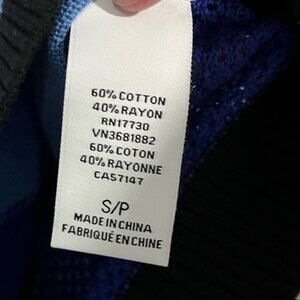 60% COTTON
40% RAYON
RN17730
VN3681882
60% COTON
40% RAYONNE
CA57147
S/P
MADE IN CHINA
FABRIQUÉ EN CHINE